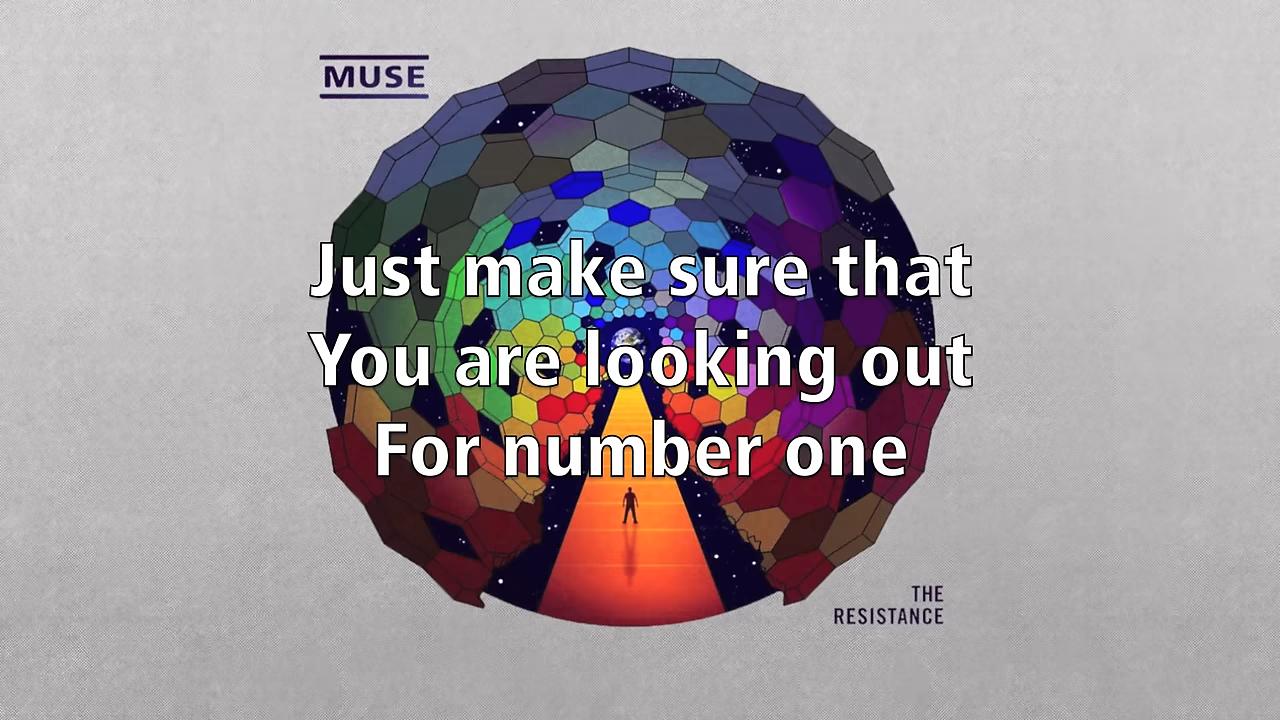 MUSE
Just make sure that
You are looking out
For number one
THE
RESISTANCE